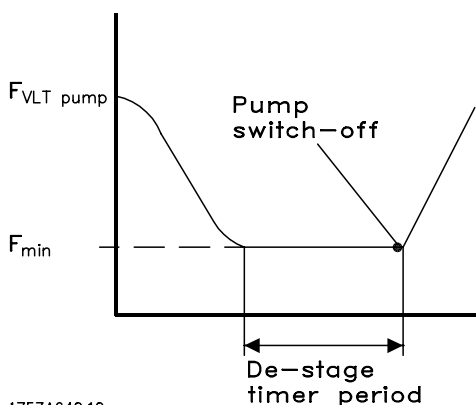 F_VLT pump
Pump
switch-off
F_min
De-stage
timer period